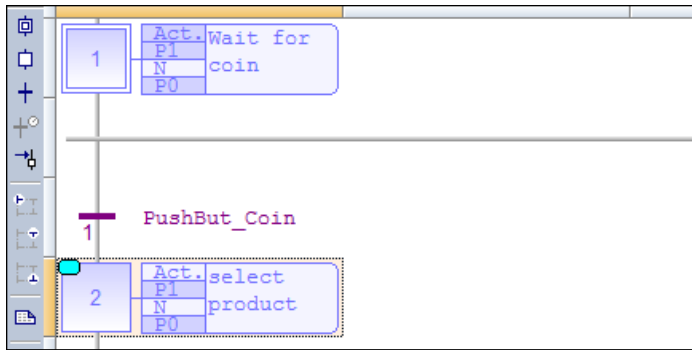 1
Act.
P1
N
P0
Wait for
coin
PushBut_Coin
1
2
Act.
P1
N
P0
select
product